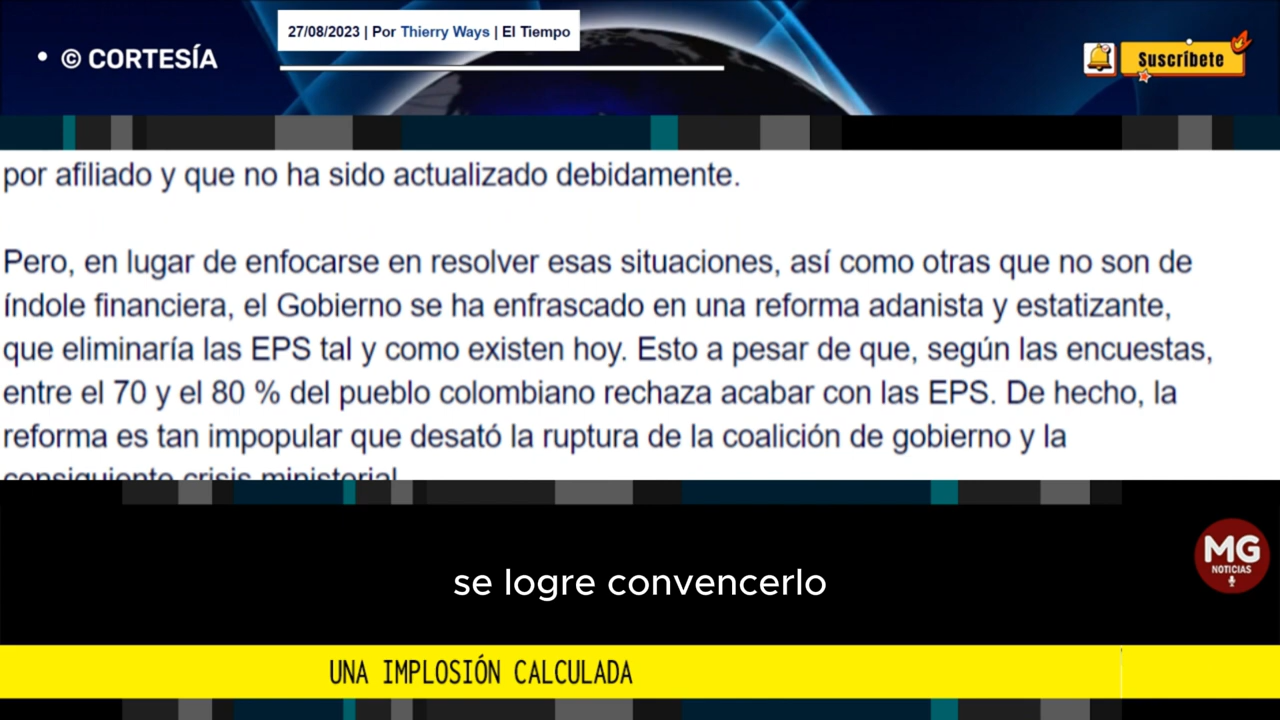 27/08/2023 | Por Thierry Ways | El Tiempo
• © CORTESÍA
Suscríbete
por afiliado y que no ha sido actualizado debidamente.
Pero, en lugar de enfocarse en resolver esas situaciones, así como otras que no son de
índole financiera, el Gobierno se ha enfrascado en una reforma adanista y estatizante,
que eliminaría las EPS tal y como existen hoy. Esto a pesar de que, según las encuestas,
entre el 70 y el 80 % del pueblo colombiano rechaza acabar con las EPS. De hecho, la
reforma es tan impopular que desató la ruptura de la coalición de gobierno y la
consiguiente crisis ministerial.
MG
NOTICIAS
se logre convencerlo
UNA IMPLOSIÓN CALCULADA